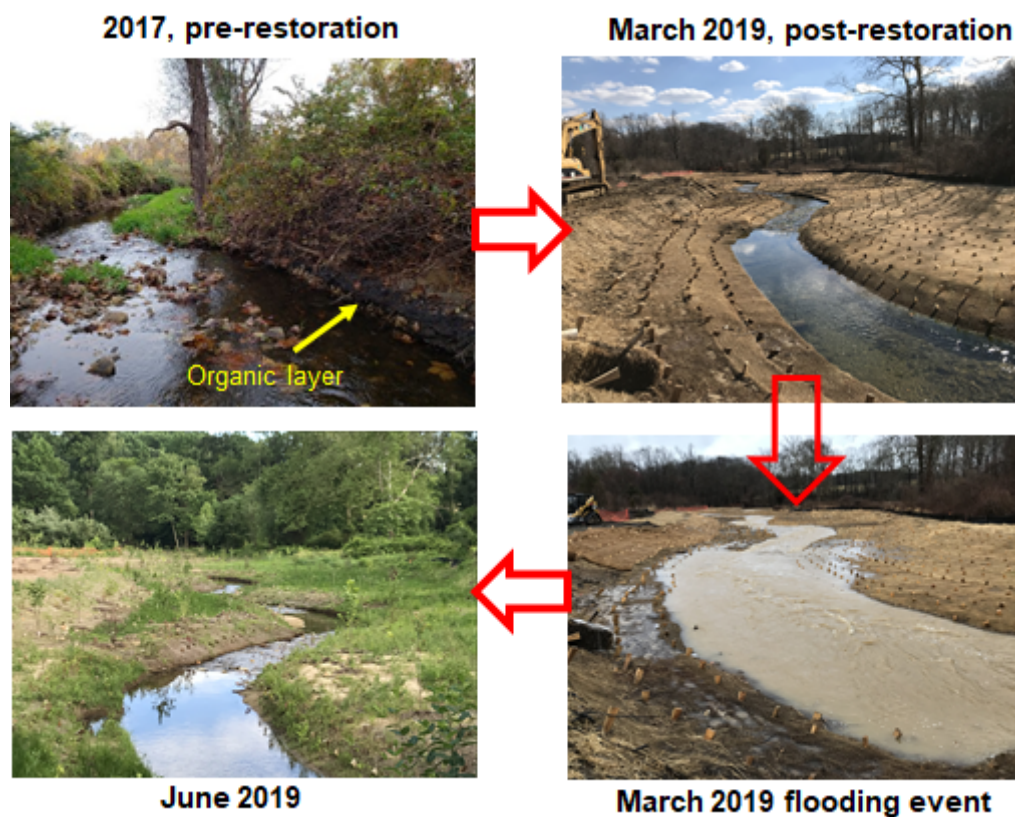 2017, pre-restoration
March 2019, post-restoration
Organic layer
June 2019
March 2019 flooding event